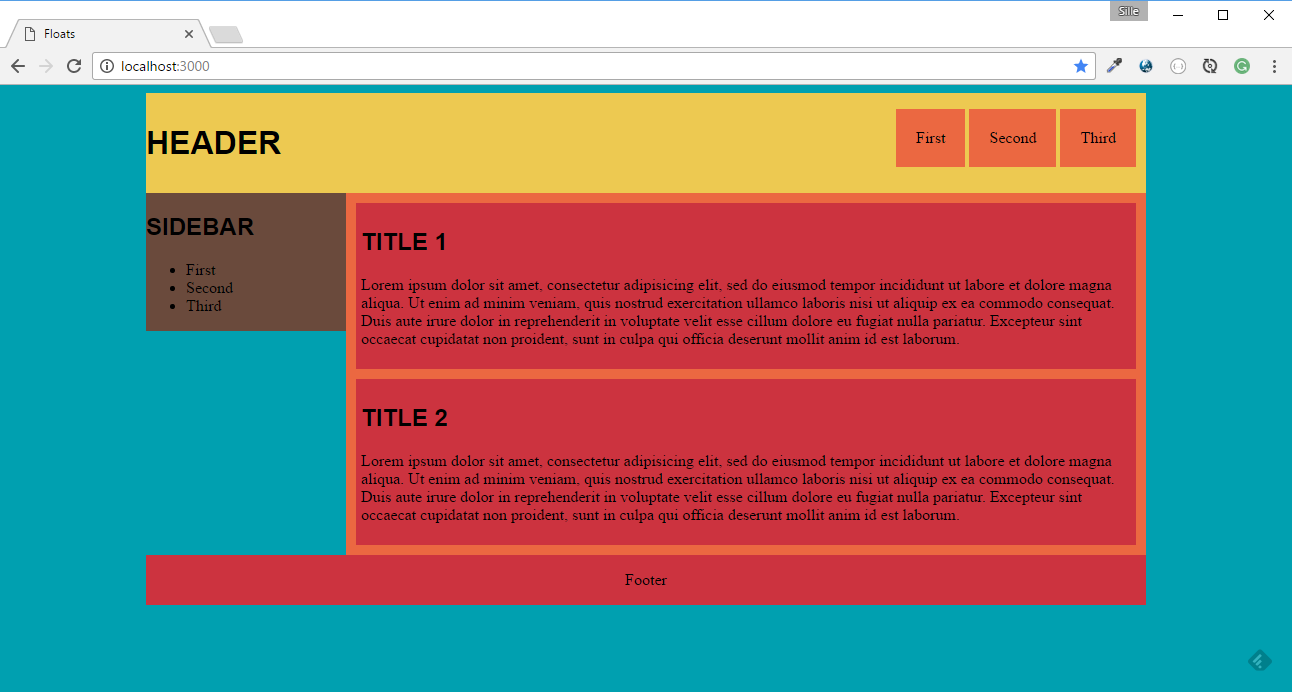 Sille
Floats
localhost:3000
HEADER
First
Second
Third
SIDEBAR
First
Second
Third
TITLE 1
Lorem ipsum dolor sit amet, consectetur adipisicing elit, sed do eiusmod tempor incididunt ut labore et dolore magna
aliqua. Ut enim ad minim veniam, quis nostrud exercitation ullamco laboris nisi ut aliquip ex ea commodo consequat.
Duis aute irure dolor in reprehenderit in voluptate velit esse cillum dolore eu fugiat nulla pariatur. Excepteur sint
occaecat cupidatat non proident, sunt in culpa qui officia deserunt mollit anim id est laborum.
TITLE 2
Lorem ipsum dolor sit amet, consectetur adipisicing elit, sed do eiusmod tempor incididunt ut labore et dolore magna
aliqua. Ut enim ad minim veniam, quis nostrud exercitation ullamco laboris nisi ut aliquip ex ea commodo consequat.
Duis aute irure dolor in reprehenderit in voluptate velit esse cillum dolore eu fugiat nulla pariatur. Excepteur sint
occaecat cupidatat non proident, sunt in culpa qui officia deserunt mollit anim id est laborum.
Footer